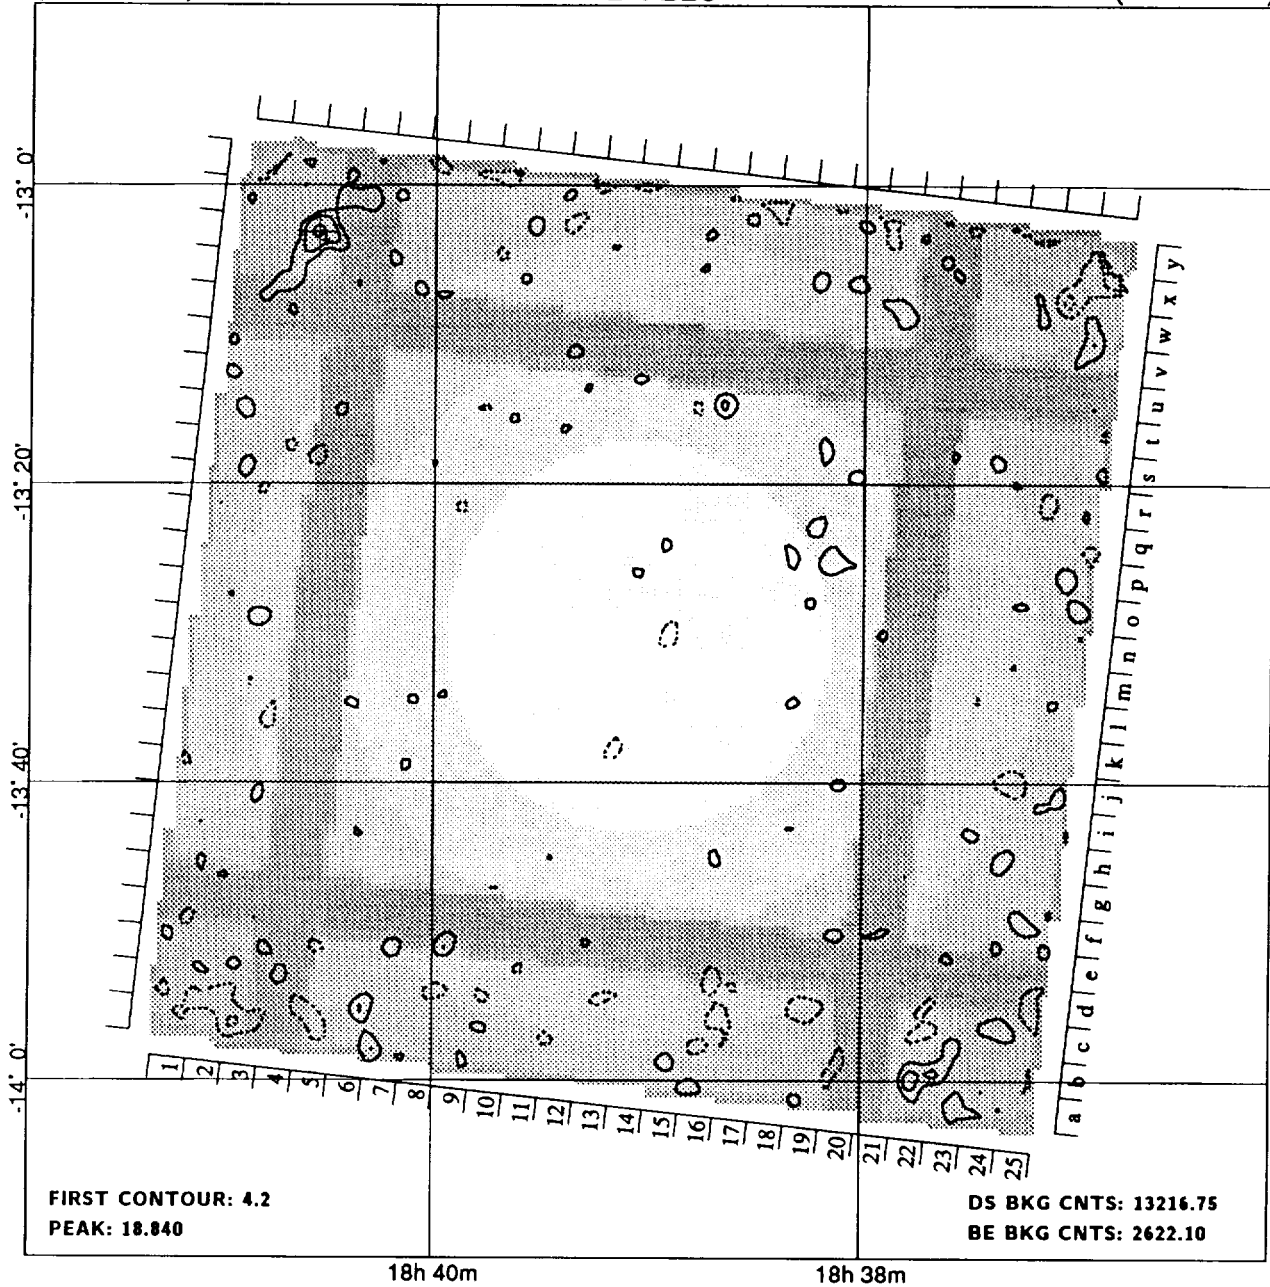 -13° 0'
-13° 20'
-13° 40'
-14° 0'
y
x
w
v
u
t
s
r
q
p
o
n
m
l
k
j
i
h
g
f
e
d
c
b
a
1 2 3 4 5 6 7 8 9 10 11 12 13 14 15 16 17 18 19 20 21 22 23 24 25
FIRST CONTOUR: 4.2
PEAK: 18.840
DS BKG CNTS: 13216.75
BE BKG CNTS: 2622.10
18h 40m
18h 38m